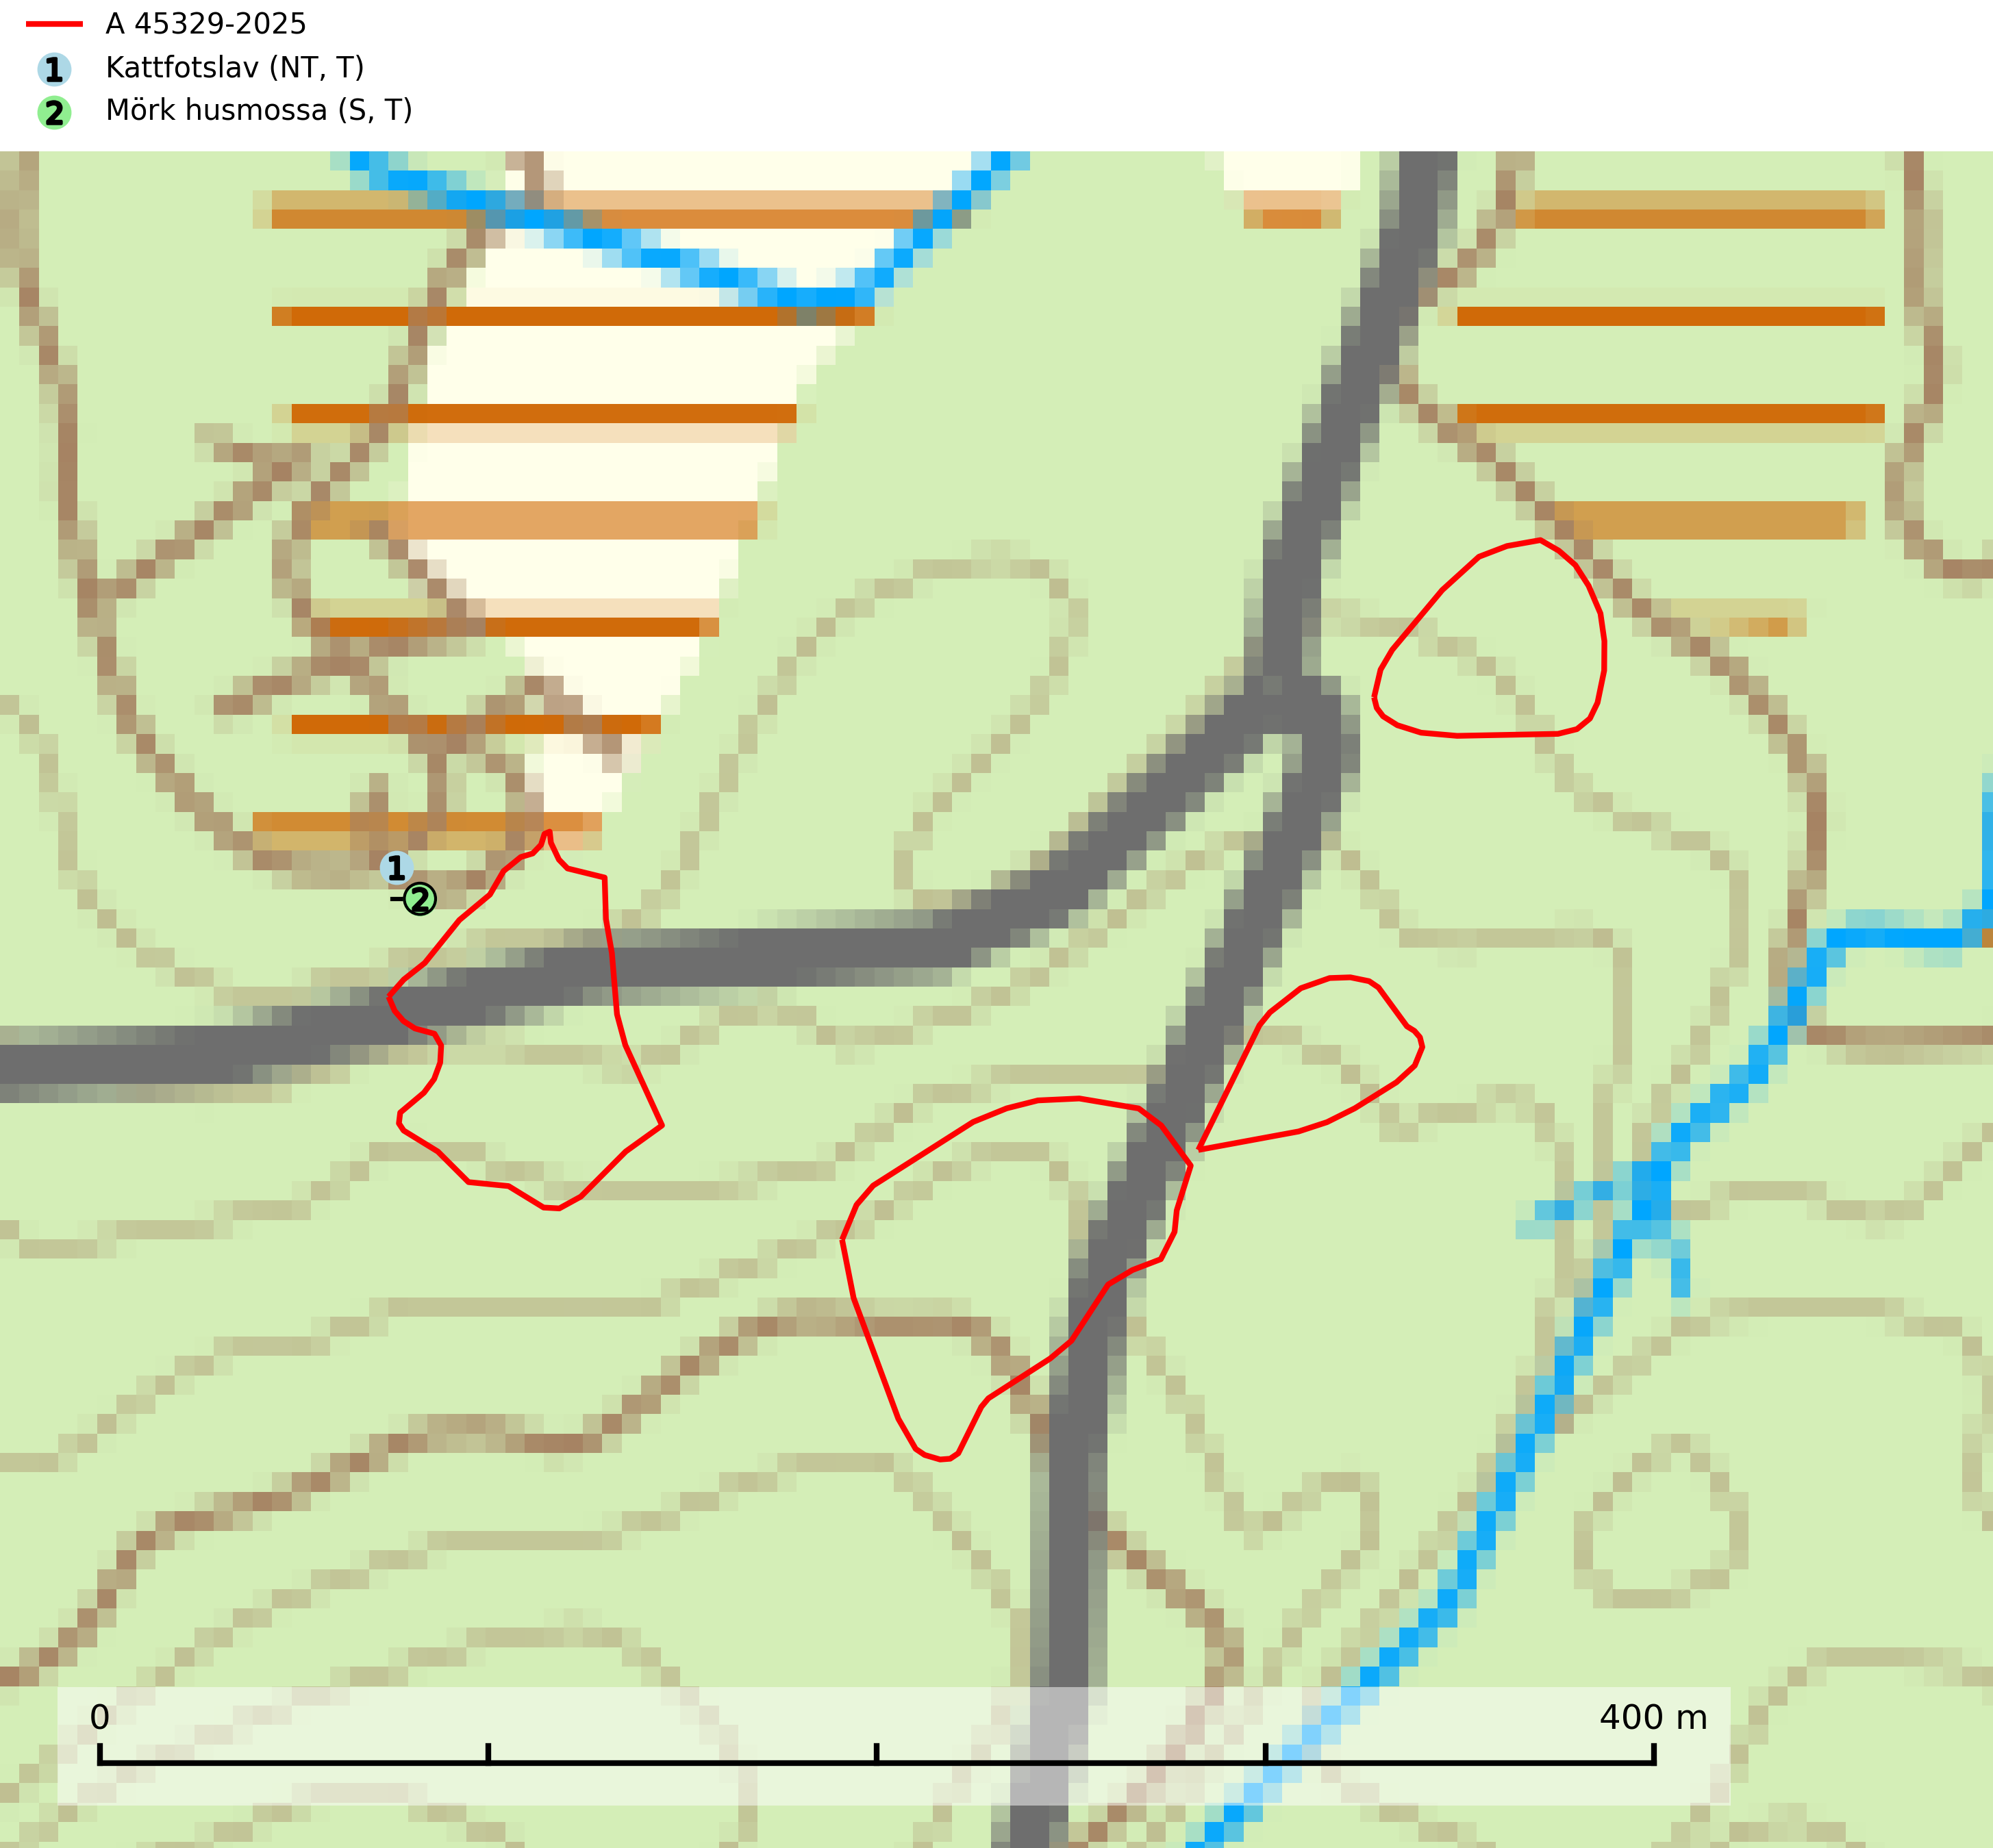 A 45329-2025
1 Kattfotslav (NT, T)
2 Mörk husmossa (S, T)
1
2
0 400 m